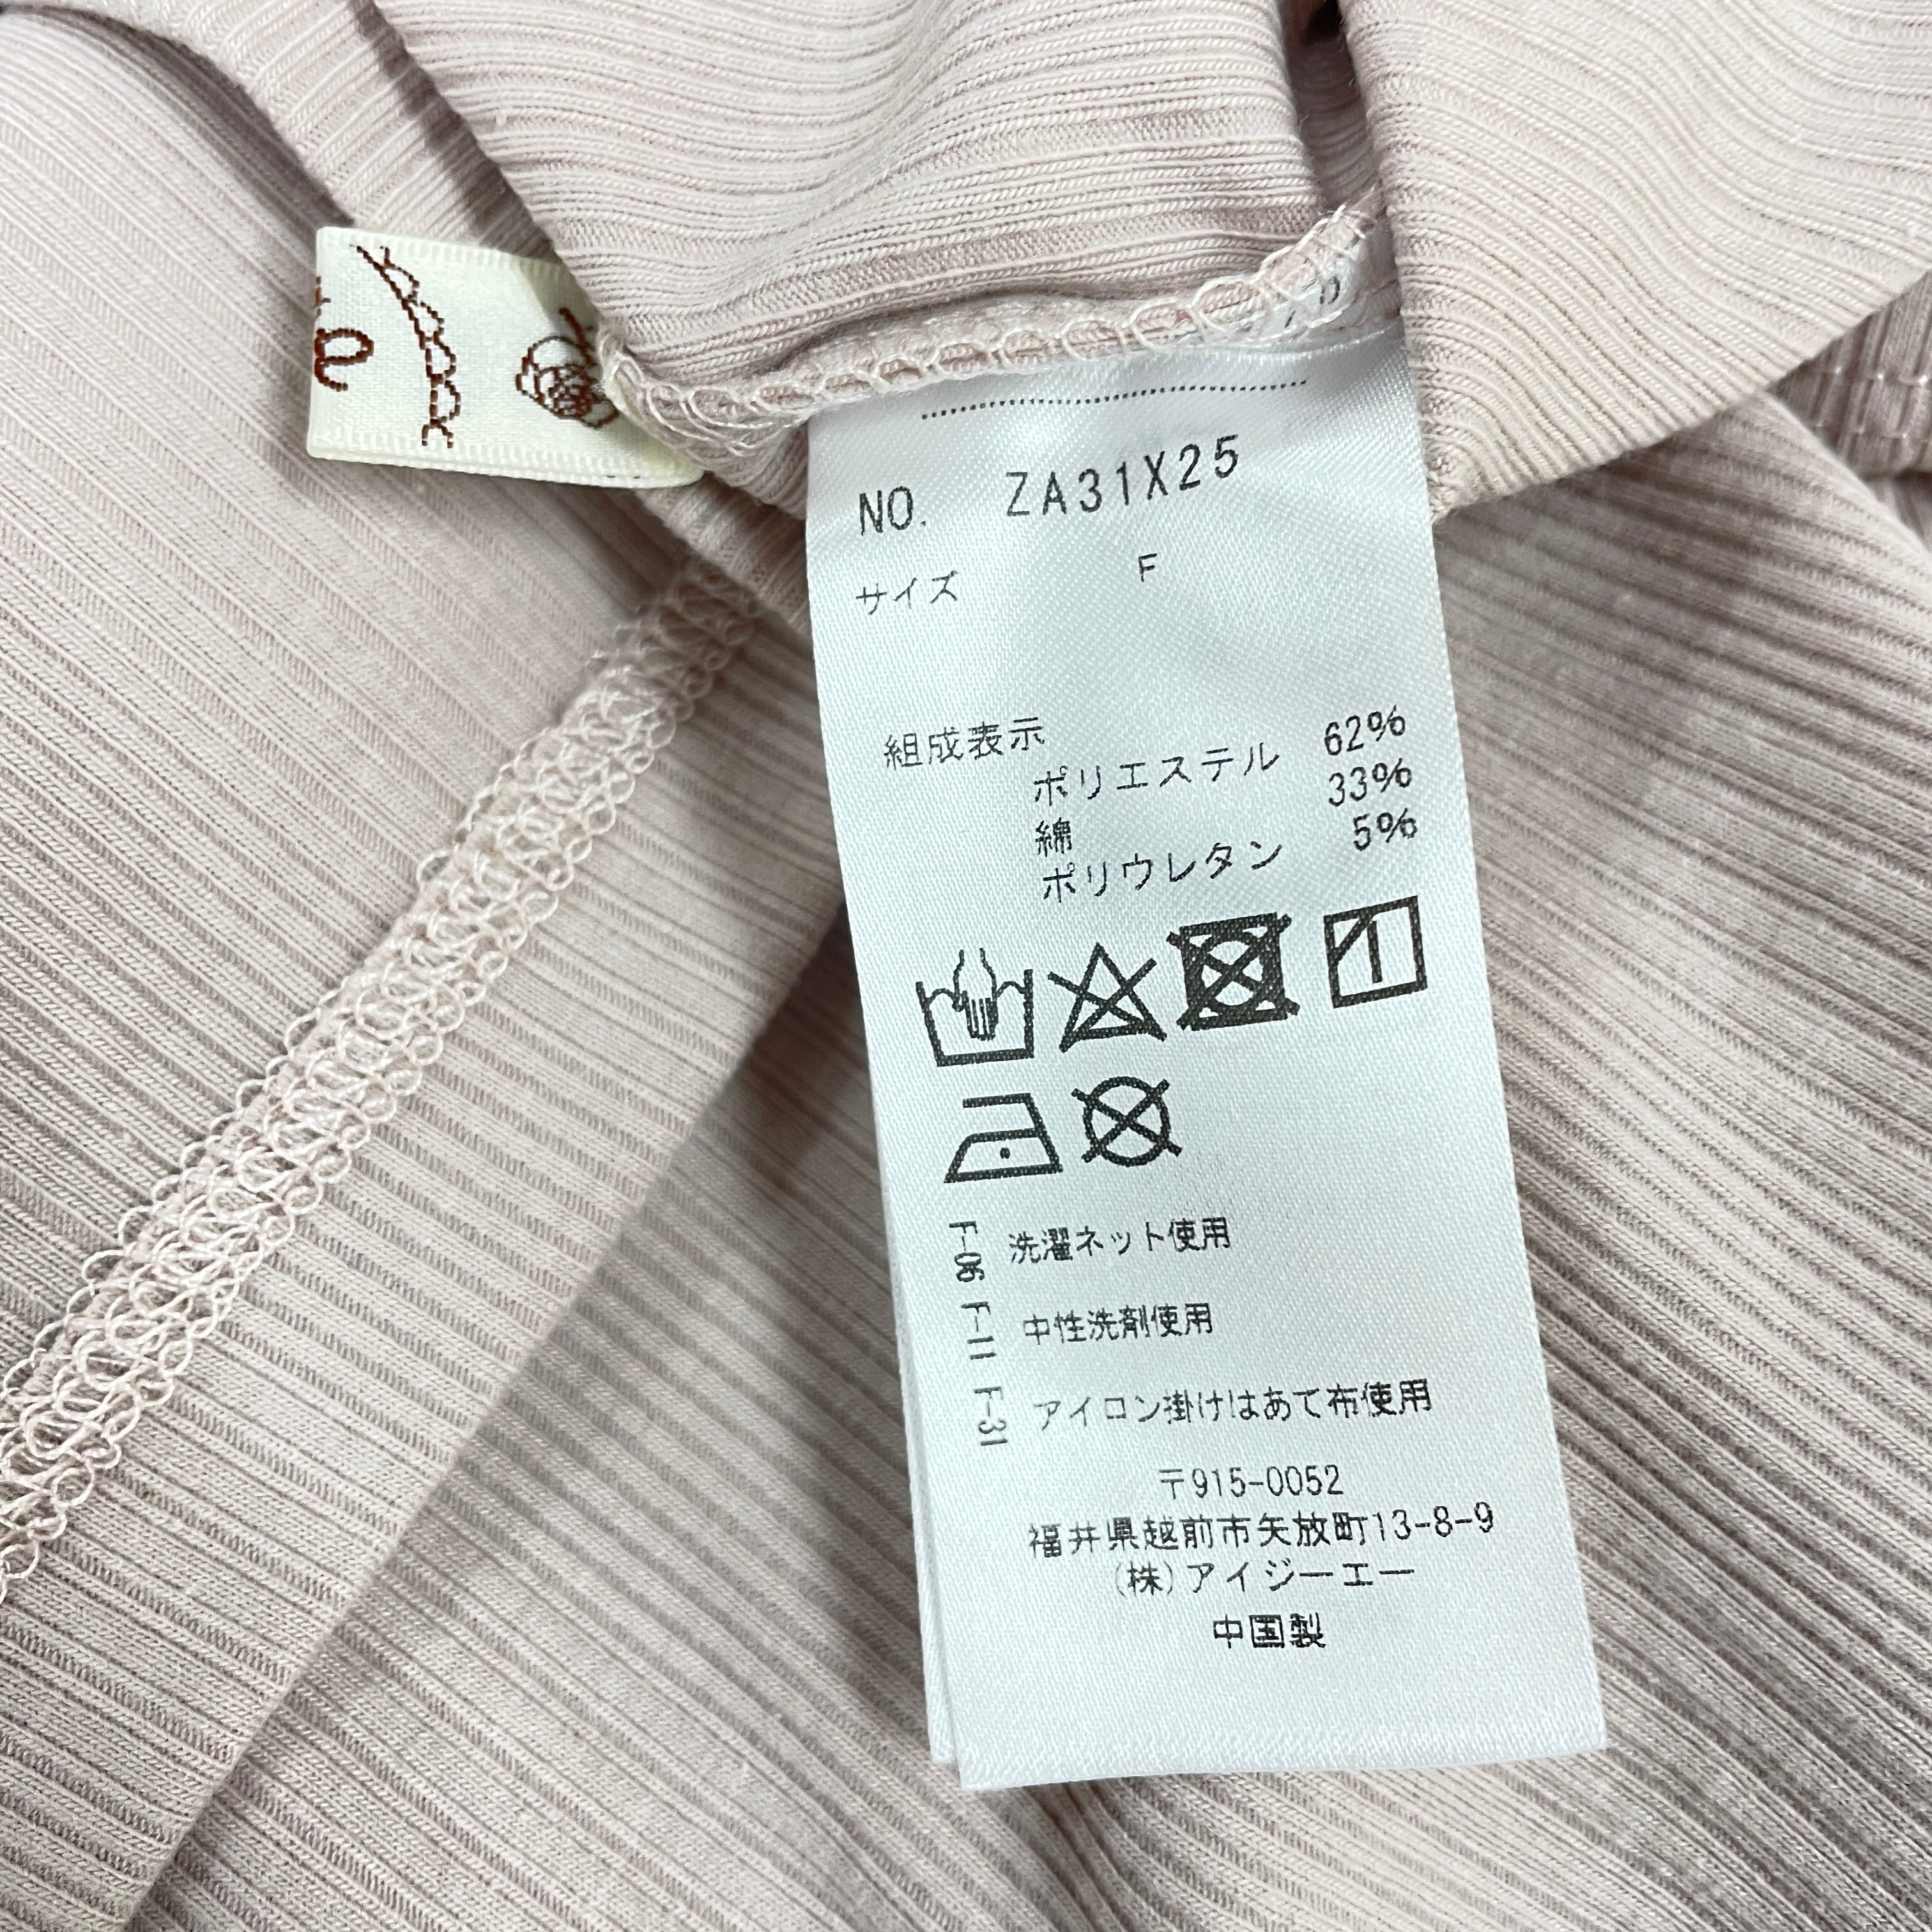 e
NO. ZA31X25
サイズ F
組成表示
ポリエステル 62%
綿 33%
ポリウレタン 5%
F-06 洗濯ネット使用
F-11 中性洗剤使用
F-31 アイロン掛けはあて布使用
〒915-0052
福井県越前市矢放町13-8-9
(株)アイジーエー
中国製